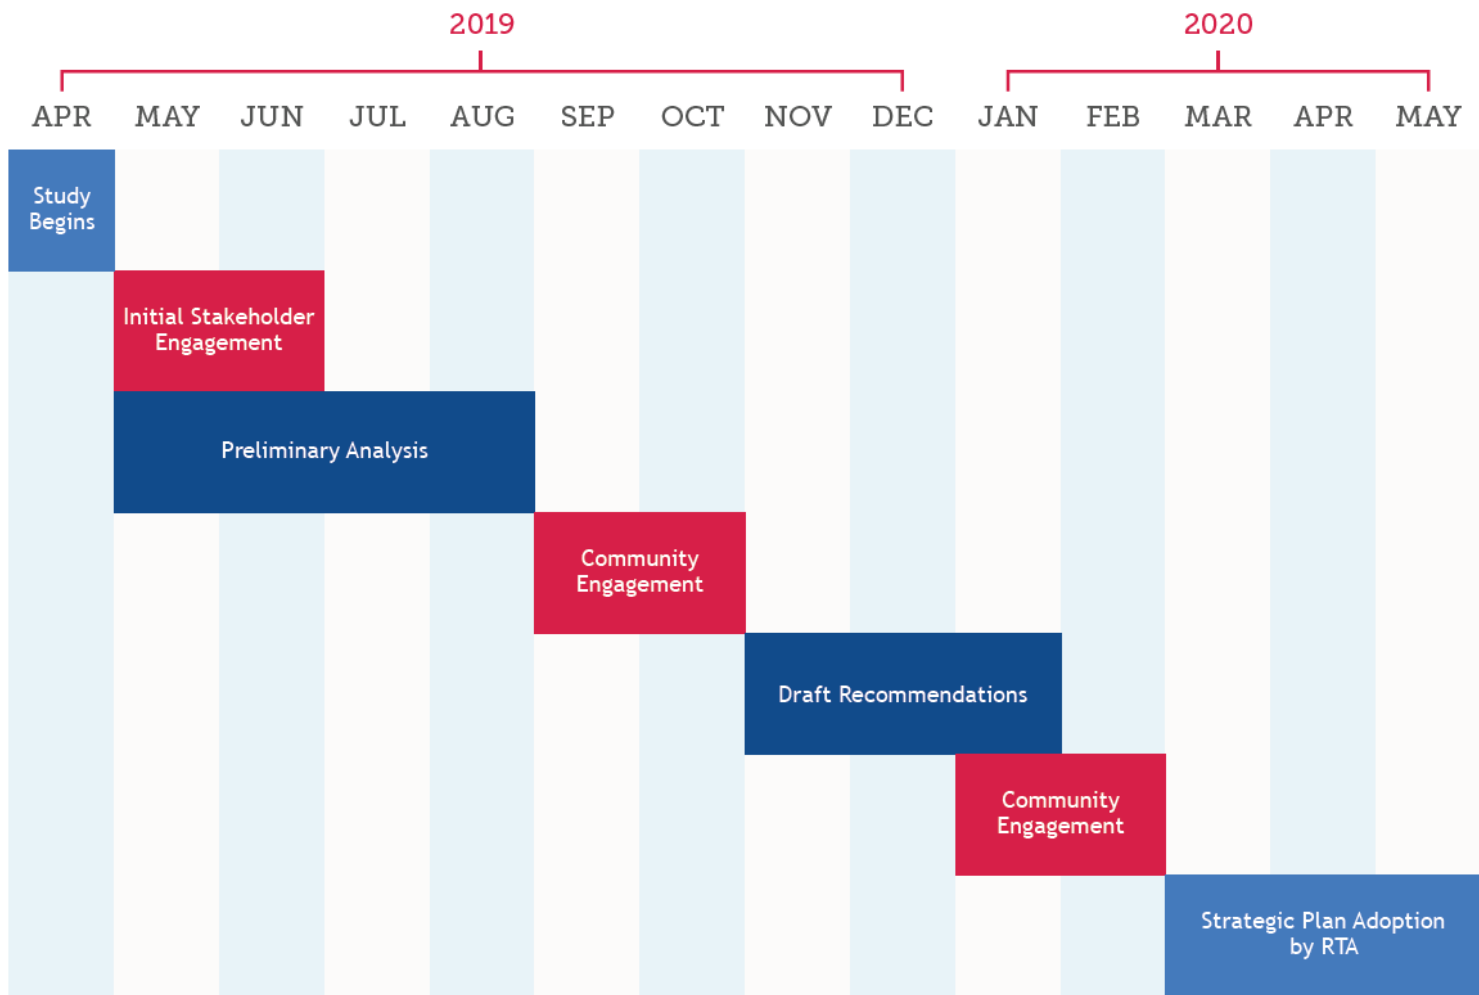 2019
2020
APR MAY JUN JUL AUG SEP OCT NOV DEC JAN FEB MAR APR MAY
Study
Begins
Initial Stakeholder
Engagement
Preliminary Analysis
Community
Engagement
Draft Recommendations
Community
Engagement
Strategic Plan Adoption
by RTA